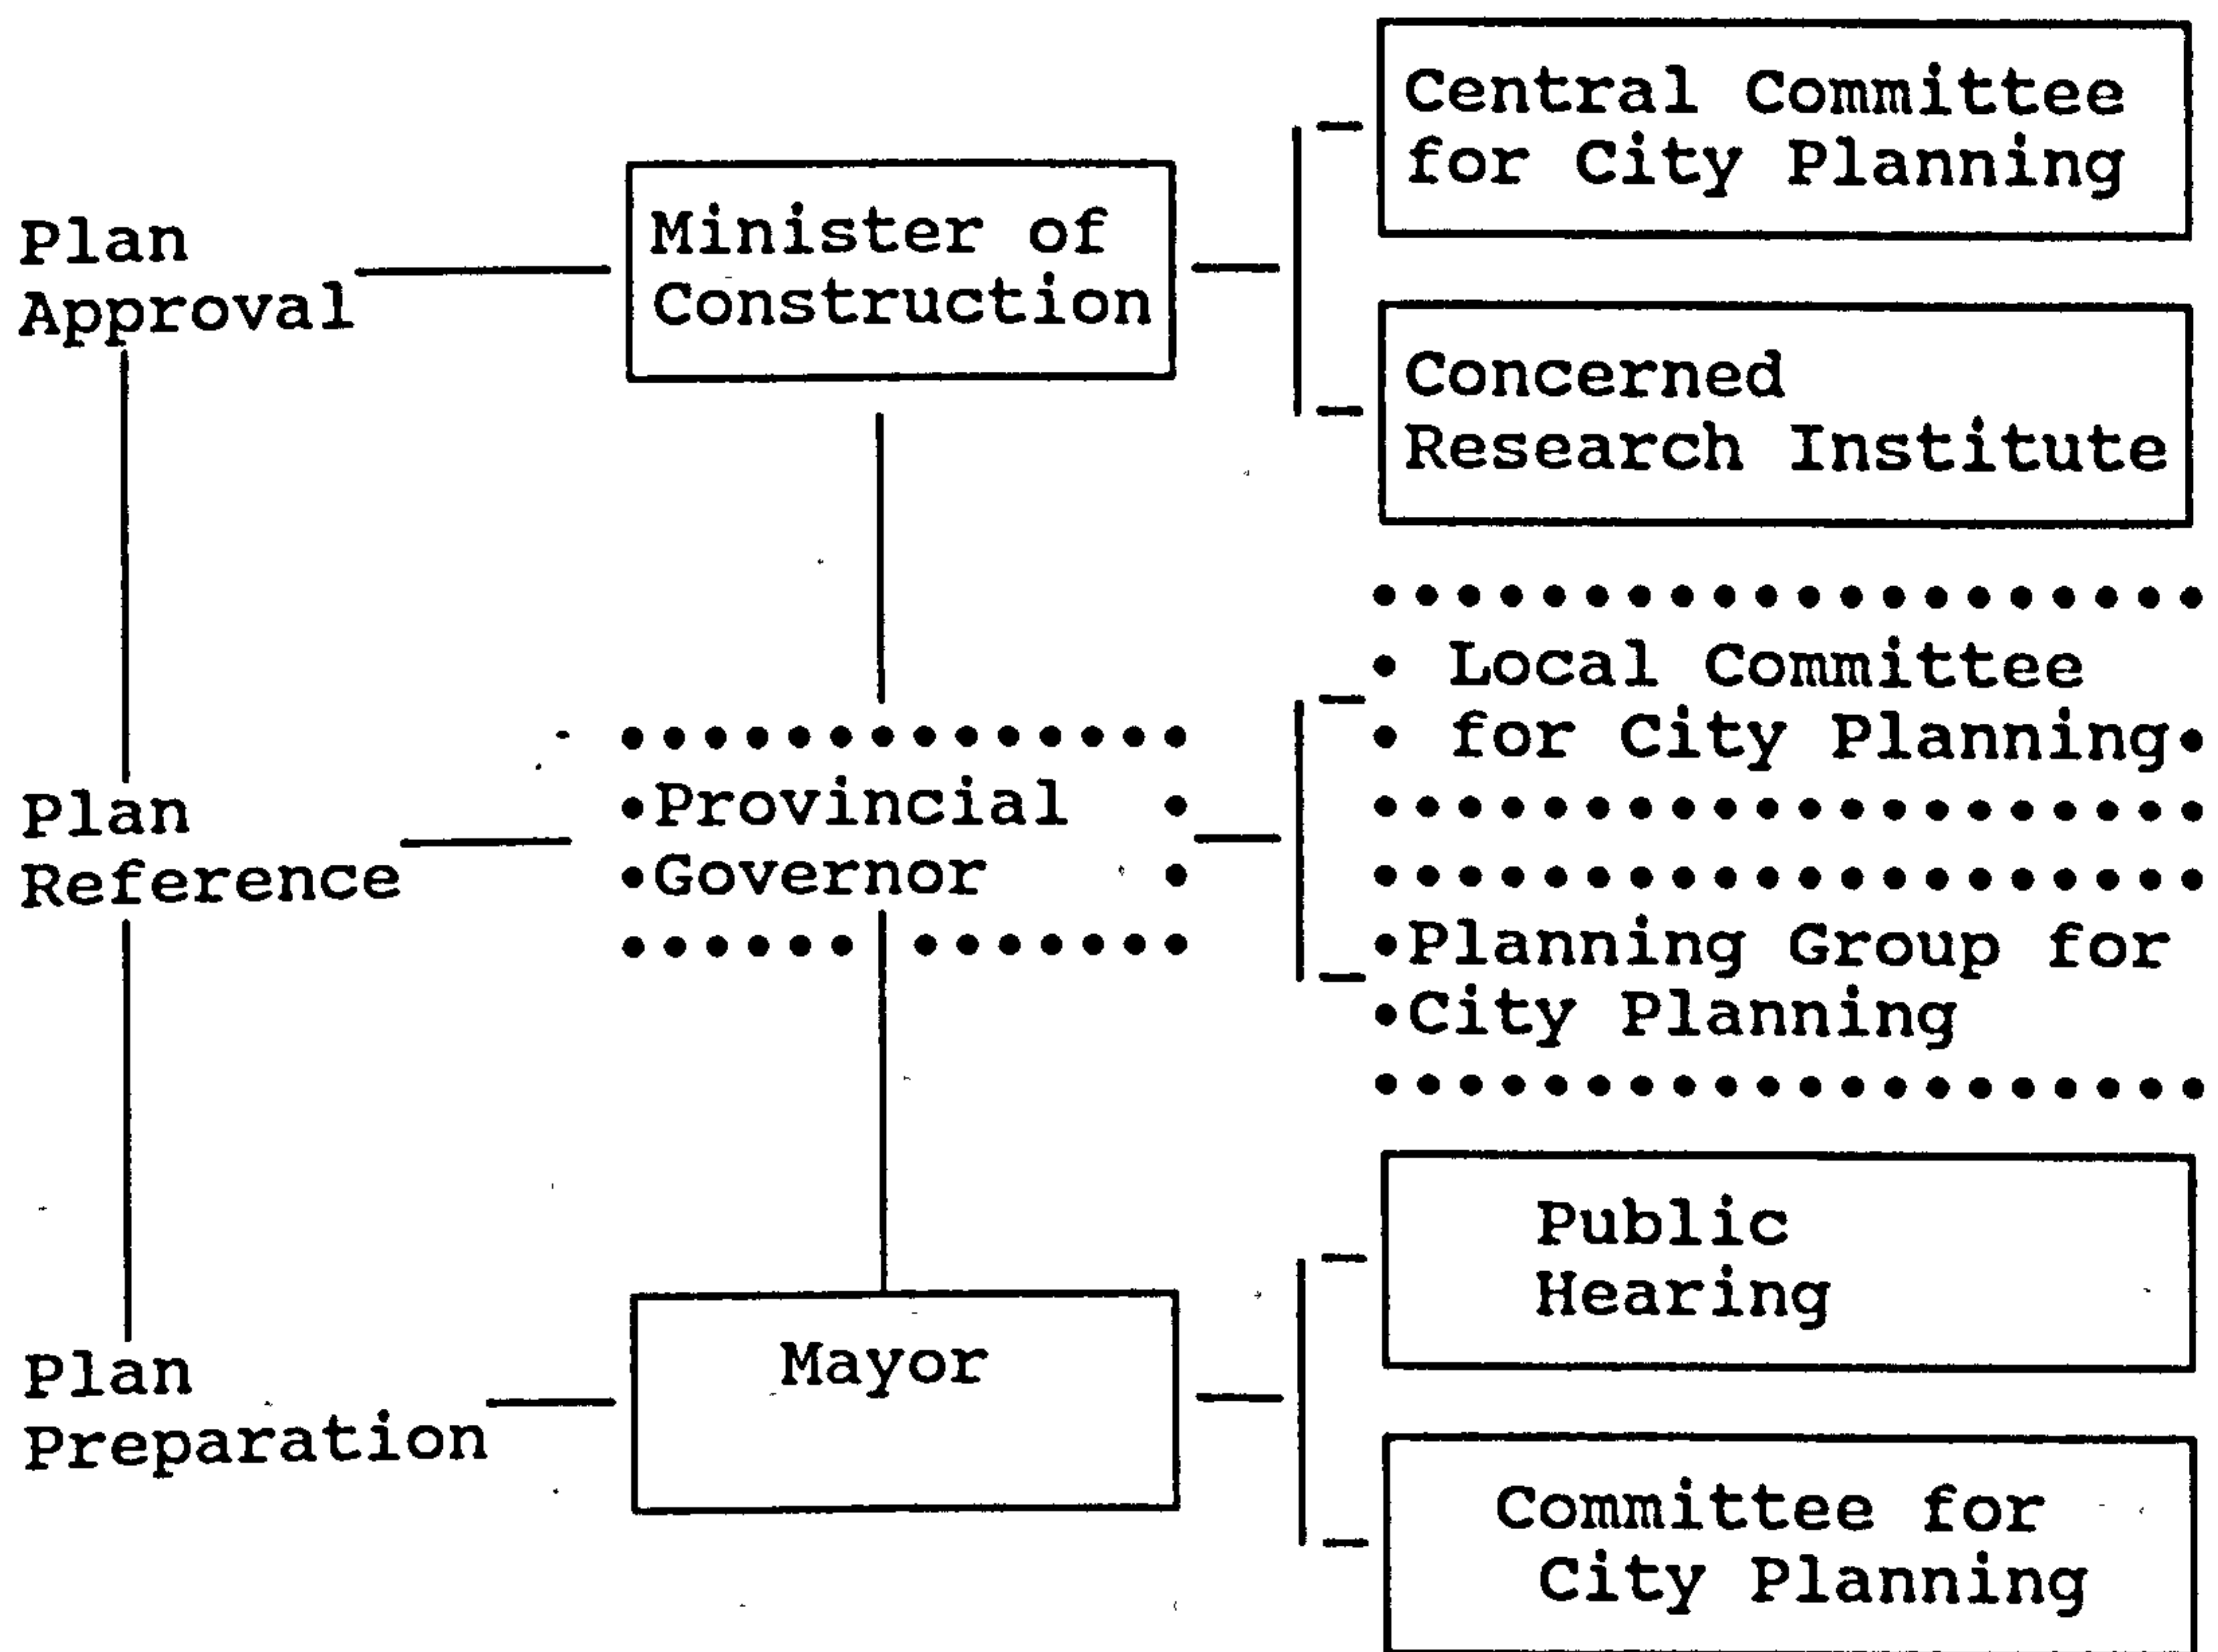 Plan
Approval
Minister of
Construction
Central Committee
for City Planning
Concerned
Research Institute
Plan
Reference
Provincial
Governor
Local Committee
for City Planning
Planning Group for
City Planning
Plan
Preparation
Mayor
Public
Hearing
Committee for
City Planning